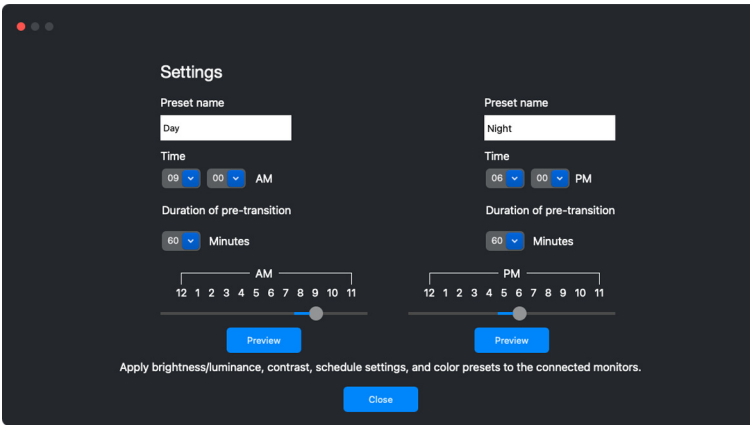 Settings
Preset name
Day
Time
09 00 AM
Duration of pre-transition
60 Minutes
AM
12 1 2 3 4 5 6 7 8 9 10 11
Preview
Preset name
Night
Time
06 00 PM
Duration of pre-transition
60 Minutes
PM
12 1 2 3 4 5 6 7 8 9 10 11
Preview
Apply brightness/luminance, contrast, schedule settings, and color presets to the connected monitors.
Close